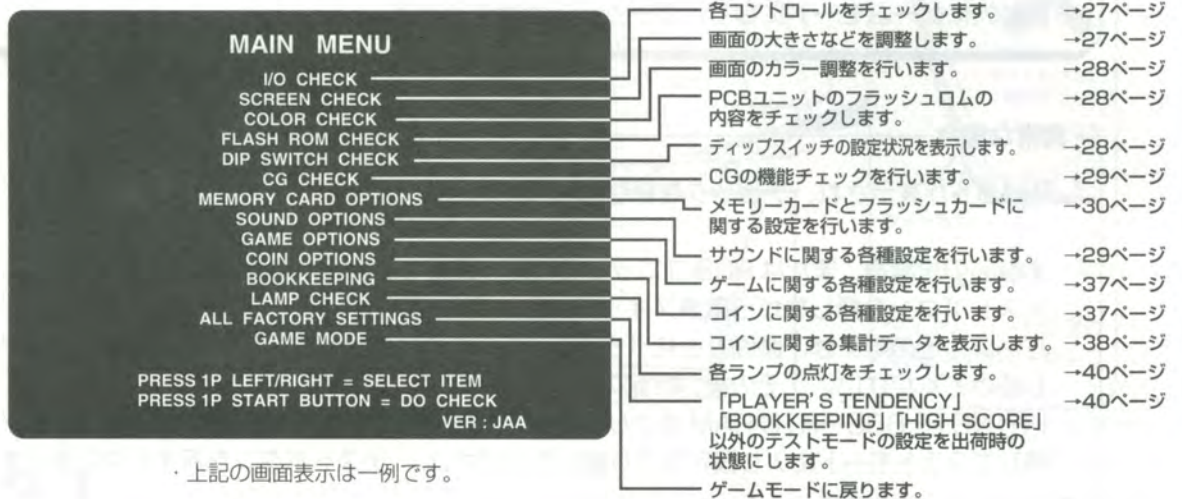 MAIN MENU
I/O CHECK
SCREEN CHECK
COLOR CHECK
FLASH ROM CHECK
DIP SWITCH CHECK
CG CHECK
MEMORY CARD OPTIONS
SOUND OPTIONS
GAME OPTIONS
COIN OPTIONS
BOOKKEEPING
LAMP CHECK
ALL FACTORY SETTINGS
GAME MODE
PRESS 1P LEFT/RIGHT = SELECT ITEM
PRESS 1P START BUTTON = DO CHECK
VER : JAA
・上記の画面表示は一例です。
各コントロールをチェックします。 →27ページ
画面の大きさなどを調整します。 →27ページ
画面のカラー調整を行います。 →28ページ
PCBユニットのフラッシュロムの →28ページ
内容をチェックします。
ディップスイッチの設定状況を表示します。 →28ページ
CGの機能チェックを行います。 →29ページ
メモリーカードとフラッシュカードに →30ページ
関する設定を行います。
サウンドに関する各種設定を行います。 →29ページ
ゲームに関する各種設定を行います。 →37ページ
コインに関する各種設定を行います。 →37ページ
コインに関する集計データを表示します。 →38ページ
各ランプの点灯をチェックします。 →40ページ
「PLAYER'S TENDENCY」 →40ページ
「BOOKKEEPING」「HIGH SCORE」
以外のテストモードの設定を出荷時の
状態にします。
ゲームモードに戻ります。